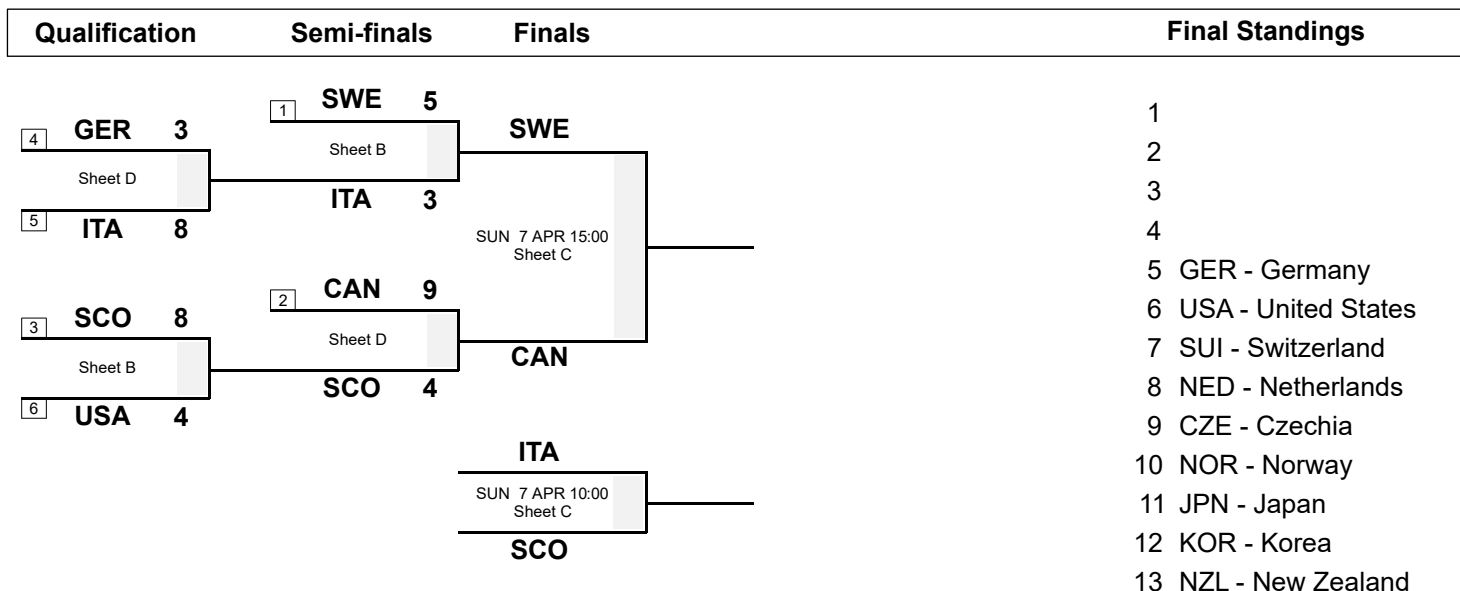 Qualification Semi-finals Finals Final Standings
4 GER 3
Sheet D
5 ITA 8
3 SCO 8
Sheet B
6 USA 4
1 SWE 5
Sheet B
ITA 3
2 CAN 9
Sheet D
SCO 4
SWE
SUN 7 APR 15:00
Sheet C
CAN
ITA
SUN 7 APR 10:00
Sheet C
SCO
1
2
3
4
5 GER - Germany
6 USA - United States
7 SUI - Switzerland
8 NED - Netherlands
9 CZE - Czechia
10 NOR - Norway
11 JPN - Japan
12 KOR - Korea
13 NZL - New Zealand